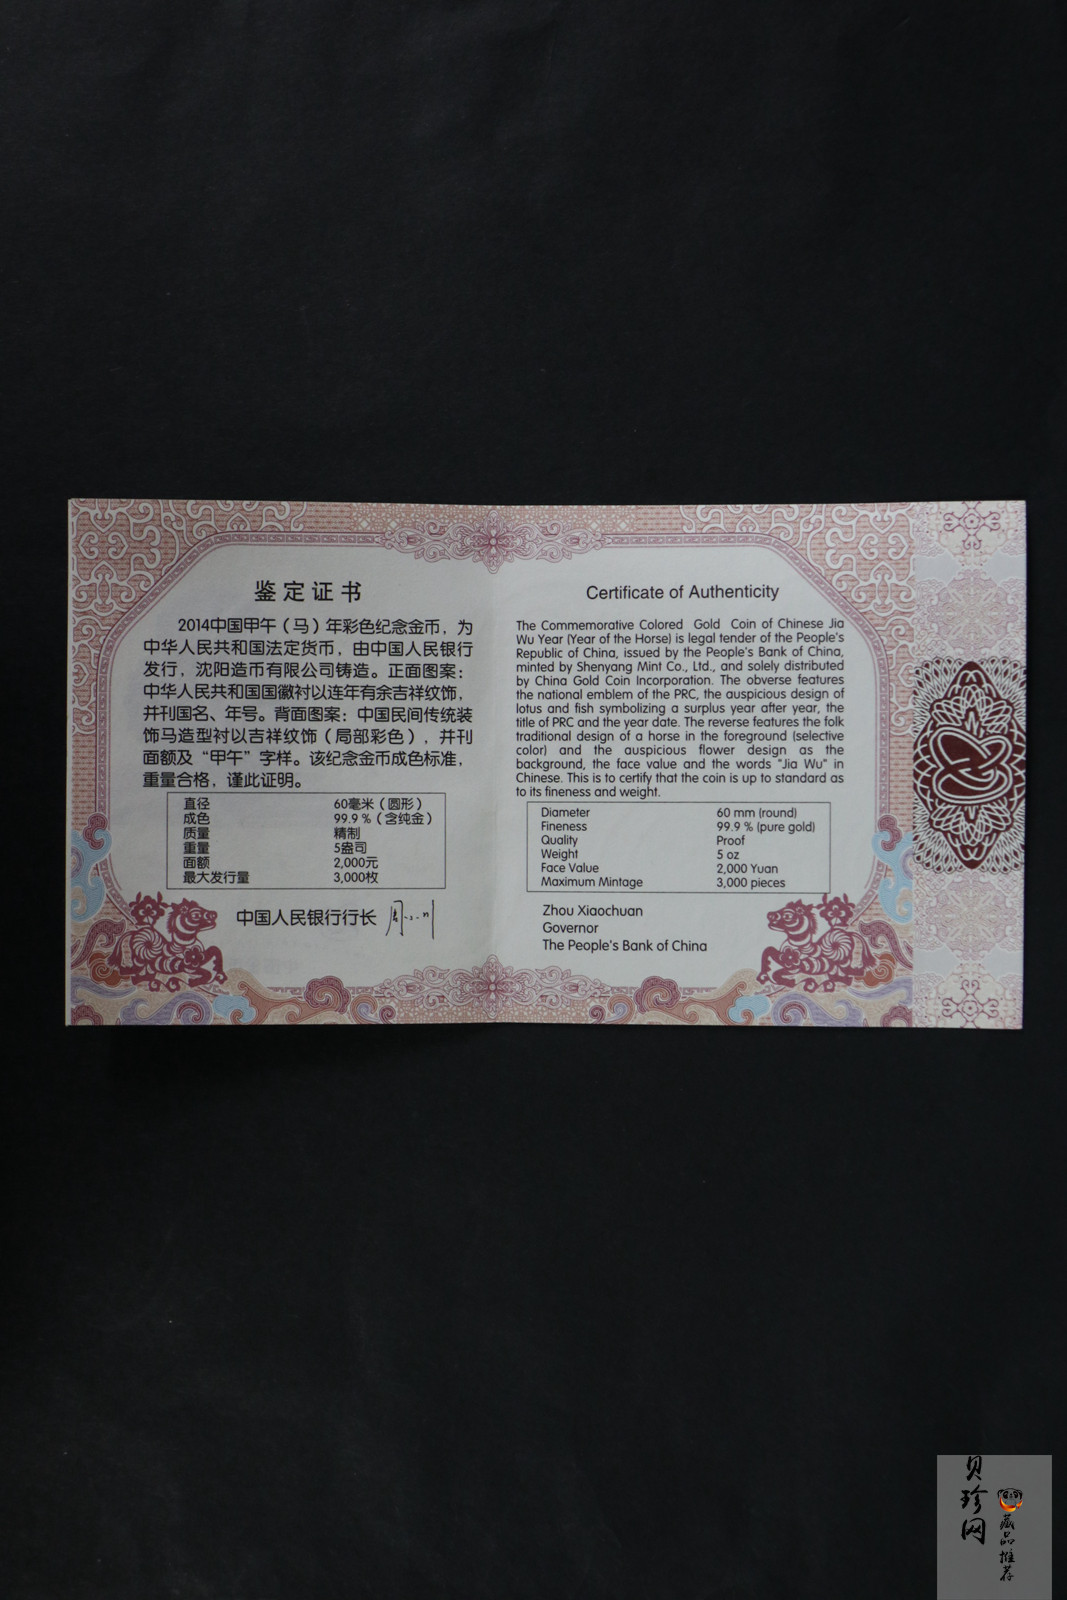 鉴定证书
2014中国甲午（马）年彩色纪念金币，为
中华人民共和国法定货币，由中国人民银行
发行，沈阳造币有限公司铸造。正面图案：
中华人民共和国国徽衬以连年有余吉祥纹饰，
并刊国名、年号。背面图案：中国民间传统装
饰马造型衬以吉祥纹饰（局部彩色），并刊
面额及“甲午”字样。该纪念金币成色标准，
重量合格，谨此证明。
直径 60毫米（圆形）
成色 99.9％（含纯金）
质量 精制
重量 5盎司
面额 2,000元
最大发行量 3,000枚
中国人民银行行长
Certificate of Authenticity
The Commemorative Colored Gold Coin of Chinese Jia
Wu Year (Year of the Horse) is legal tender of the People's
Republic of China, issued by the People's Bank of China,
minted by Shenyang Mint Co., Ltd., and solely distributed
by China Gold Coin Incorporation. The obverse features
the national emblem of the PRC, the auspicious design of
lotus and fish symbolizing a surplus year after year, the
title of PRC and the year date. The reverse features the folk
traditional design of a horse in the foreground (selective
color) and the auspicious flower design as the
background, the face value and the words "Jia Wu" in
Chinese. This is to certify that the coin is up to standard as
to its fineness and weight.
Diameter 60 mm (round)
Fineness 99.9 % (pure gold)
Quality Proof
Weight 5 oz
Face Value 2,000 Yuan
Maximum Mintage 3,000 pieces
Zhou Xiaochuan
Governor
The People's Bank of China
贝珍网
藏品推荐